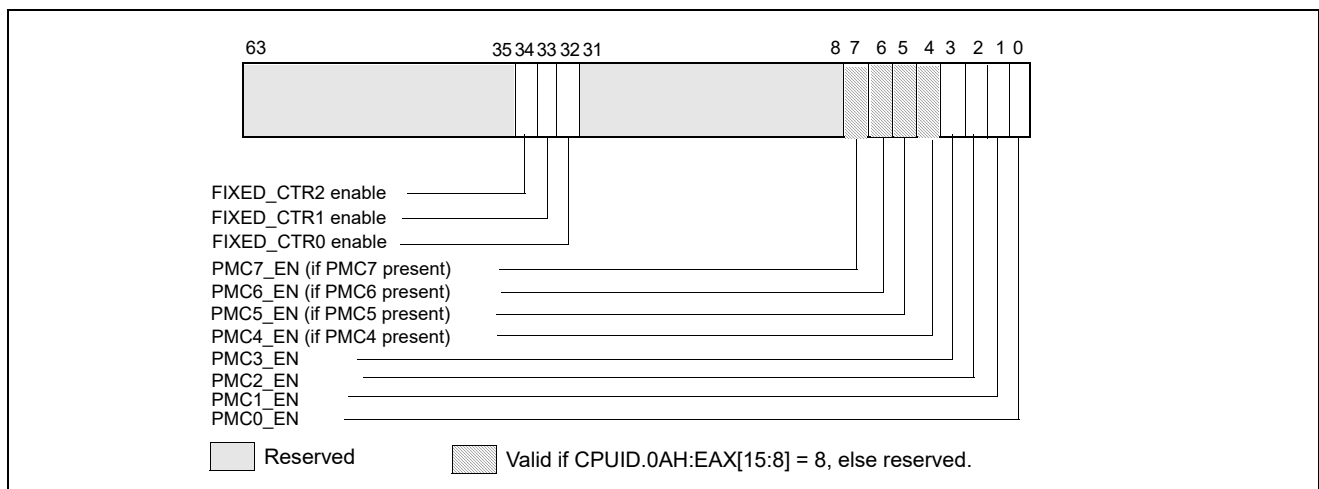 63 35 34 33 32 31 8 7 6 5 4 3 2 1 0
FIXED_CTR2 enable
FIXED_CTR1 enable
FIXED_CTR0 enable
PMC7_EN (if PMC7 present)
PMC6_EN (if PMC6 present)
PMC5_EN (if PMC5 present)
PMC4_EN (if PMC4 present)
PMC3_EN
PMC2_EN
PMC1_EN
PMC0_EN
Reserved
Valid if CPUID.0AH:EAX[15:8] = 8, else reserved.